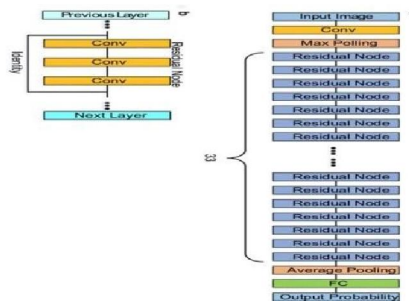 b
Previous Layer
Conv
Conv
Conv
Identity
Residual Node
Next Layer
Input Image
Conv
Max Polling
Residual Node
Residual Node
Residual Node
Residual Node
Residual Node
Residual Node
Residual Node
33
Residual Node
Residual Node
Residual Node
Residual Node
Residual Node
Residual Node
Residual Node
Average Pooling
FC
Output Probability